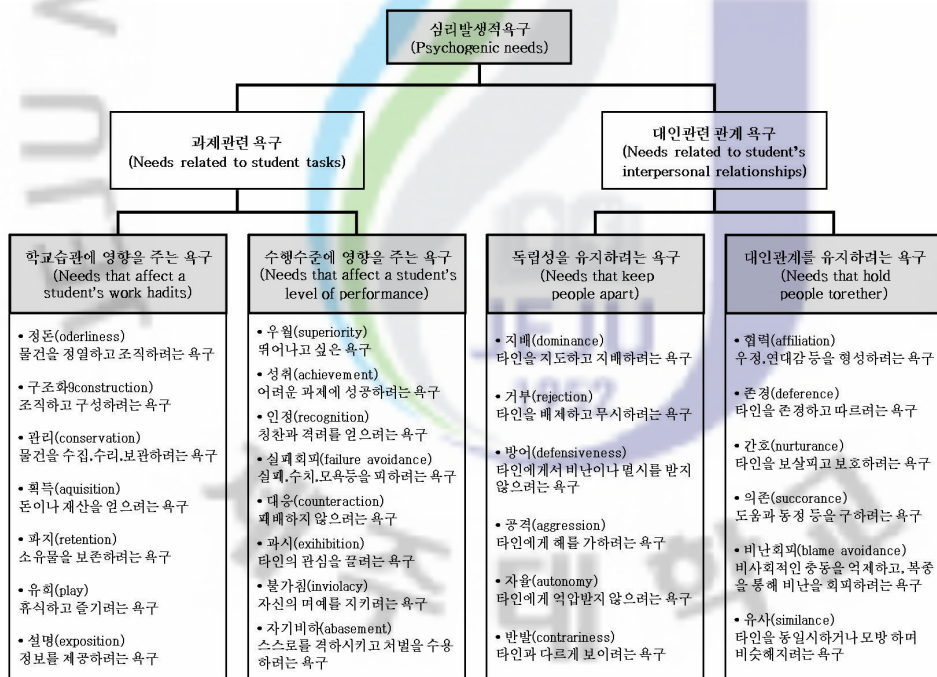 심리발생적욕구
(Psychogenic needs)
과제관련 욕구
(Needs related to student tasks)
대인관련 관계 욕구
(Needs related to student's
interpersonal relationships)
학교습관에 영향을 주는 욕구
(Needs that affect a
student's work hadits)
• 정돈(oderliness)
물건을 정열하고 조직하려는 욕구
• 구조화9construction)
조직하고 구성하려는 욕구
• 관리(conservation)
물건을 수집.수리.보관하려는 욕구
• 획득(aquisition)
돈이나 재산을 얻으려는 욕구
• 파지(retention)
소유물을 보존하려는 욕구
• 유희(play)
휴식하고 즐기려는 욕구
• 설명(exposition)
정보를 제공하려는 욕구
수행수준에 영향을 주는 욕구
(Needs that affect a student's
level of performance)
• 우월(superiority)
뛰어나고 싶은 욕구
• 성취(achievement)
어려운 과제에 성공하려는 욕구
• 인정(recognition)
칭찬과 격려를 얻으려는 욕구
• 실패회피(failure avoidance)
실패.수치.모욕등을 피하려는 욕구
• 대응(counteraction)
패배하지 않으려는 욕구
• 과시(exihibition)
타인의 관심을 끌려는 욕구
• 불가침(inviolacy)
자신의 명예를 지키려는 욕구
• 자기비하(abasement)
스스로를 격하시키고 처벌을 수용
하려는 욕구
독립성을 유지하려는 욕구
(Needs that keep
people apart)
• 지배(dominance)
타인을 지도하고 지배하려는 욕구
• 거부(rejection)
타인을 배제하고 무시하려는 욕구
• 방어(defensiveness)
타인에게서 비난이나 멸시를 받지
않으려는 욕구
• 공격(aggression)
타인에게 해를 가하려는 욕구
• 자율(autonomy)
타인에게 억압받지 않으려는 욕구
• 반발(contrariness)
타인과 다르게 보이려는 욕구
대인관계를 유지하려는 욕구
(Needs that hold
people torether)
• 협력(affiliation)
우정.연대감등을 형성하려는 욕구
• 존경(deference)
타인을 존경하고 따르려는 욕구
• 간호(nurturance)
타인을 보살피고 보호하려는 욕구
• 의존(succorance)
도움과 동정 등을 구하려는 욕구
• 비난회피(blame avoidance)
비사회적인 충동을 억제하고, 복종
을 통해 비난을 회피하려는 욕구
• 유사(similance)
타인을 동일시하거나 모방 하며
비슷해지려는 욕구
JEJU
1952